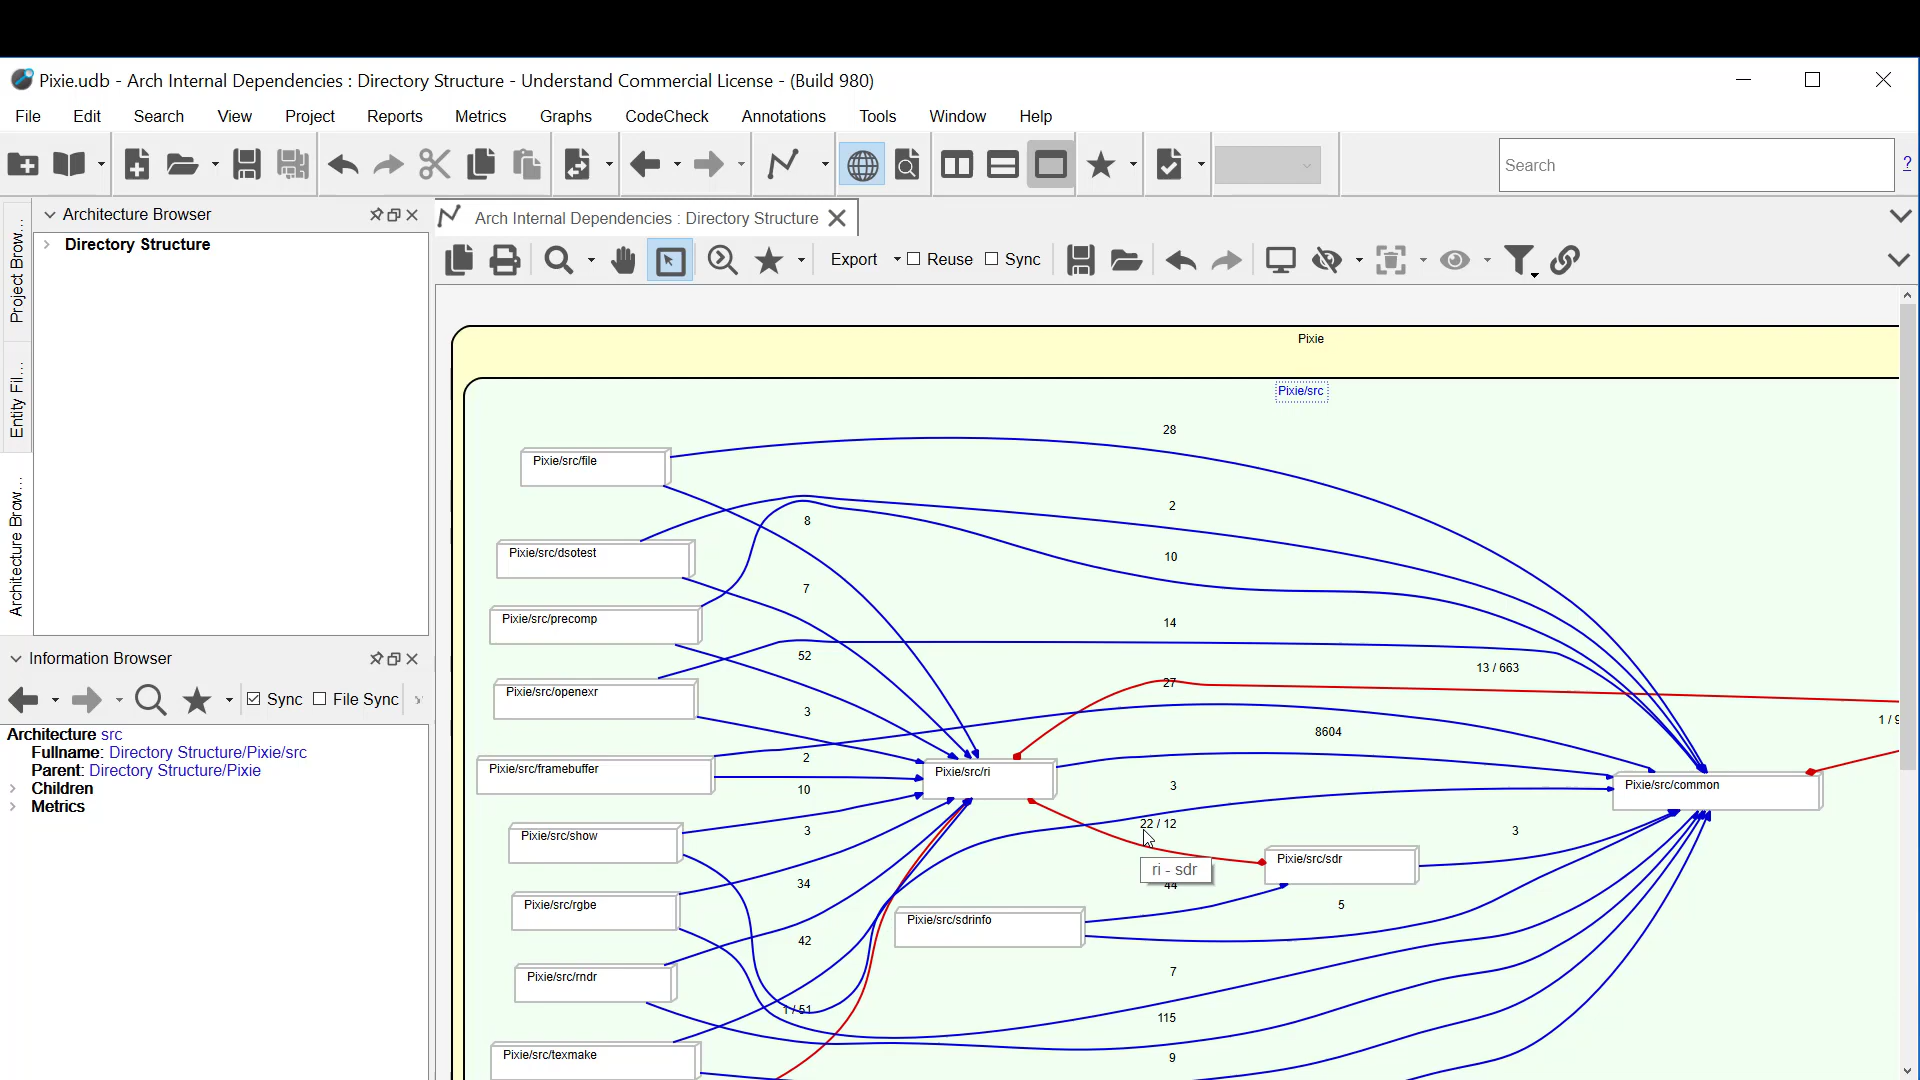 Pixie.udb - Arch Internal Dependencies : Directory Structure - Understand Commercial License - (Build 980)
File Edit Search View Project Reports Metrics Graphs CodeCheck Annotations Tools Window Help
Search
?
Project Brow...
Entity Fil...
Architecture Brow...
Architecture Browser
Directory Structure
Information Browser
Sync File Sync
Architecture src
Fullname: Directory Structure/Pixie/src
Parent: Directory Structure/Pixie
Children
Metrics
Arch Internal Dependencies : Directory Structure
Export Reuse Sync
Pixie
Pixie/src
28
Pixie/src/file
2
8
Pixie/src/dsotest
10
7
Pixie/src/precomp
14
52
13 / 663
27
Pixie/src/openexr
3
1 / 9
8604
2
Pixie/src/framebuffer
Pixie/src/ri
Pixie/src/common
3
10
22 / 12
3
3
Pixie/src/show
Pixie/src/sdr
ri - sdr
34
44
Pixie/src/rgbe
5
Pixie/src/sdrinfo
42
7
Pixie/src/rndr
1 / 51
115
Pixie/src/texmake
9